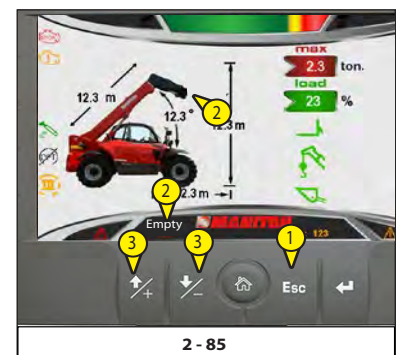 max
2.3 ton.
load
23 %
12.3 m
12.3 °
12.3 m
2.3 m
2
2
Empty
MANITOU
123
3
3
1
+
−
Esc
2 - 85